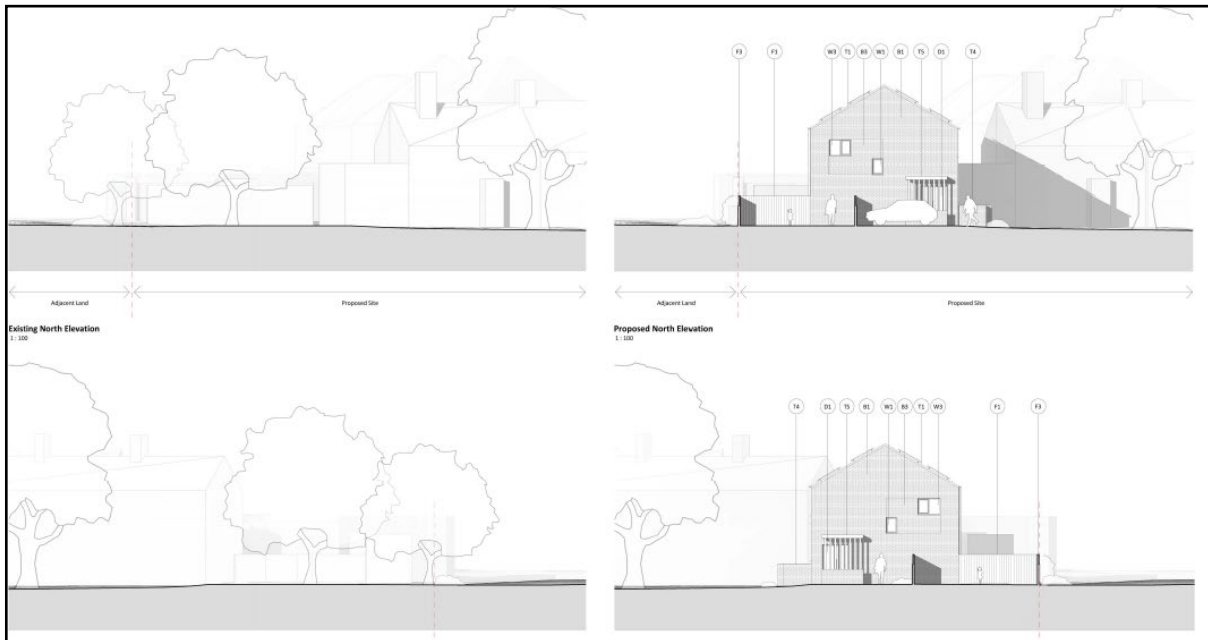 F3 F1 W3 T1 B3 W1 B1 T5 D1 T4
Adjacent Land Proposed Site
Adjacent Land Proposed Site
Existing North Elevation
1 : 100
Proposed North Elevation
1 : 100
T4 D1 T5 B1 W1 B3 T1 W3 F1 F3